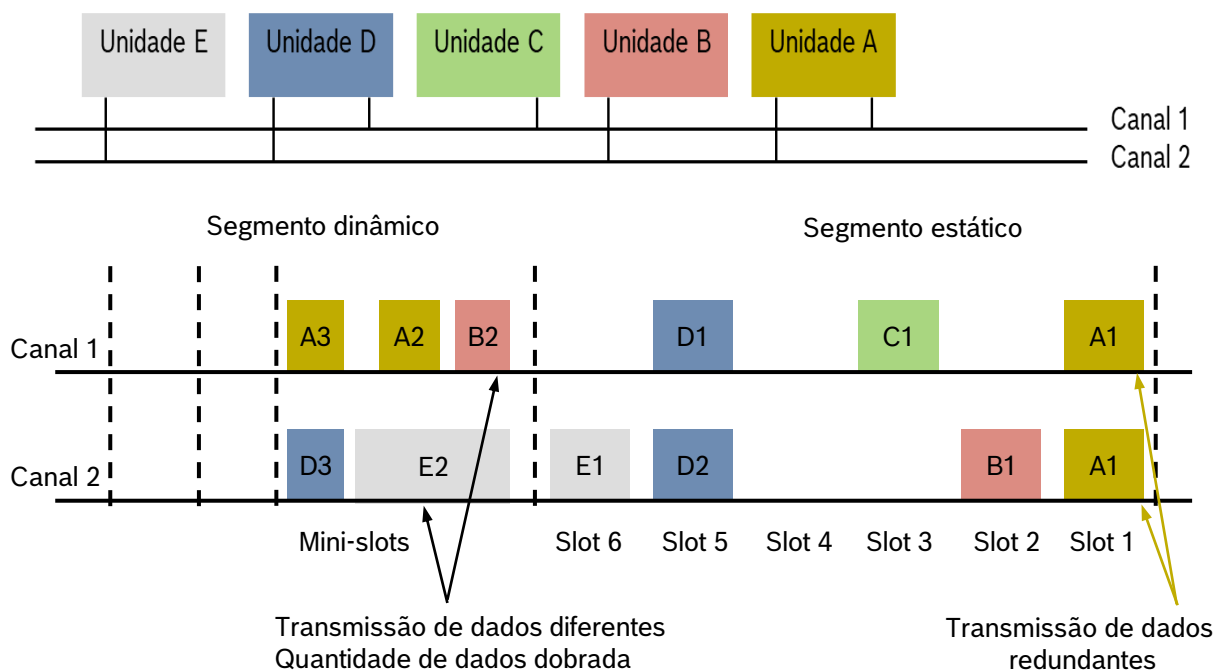 Unidade E
Unidade D
Unidade C
Unidade B
Unidade A
Canal 1
Canal 2
Segmento dinâmico
Segmento estático
Canal 1
A3
A2
B2
D1
C1
A1
Canal 2
D3
E2
E1
D2
B1
A1
Mini-slots
Slot 6
Slot 5
Slot 4
Slot 3
Slot 2
Slot 1
Transmissão de dados diferentes
Quantidade de dados dobrada
Transmissão de dados
redundantes